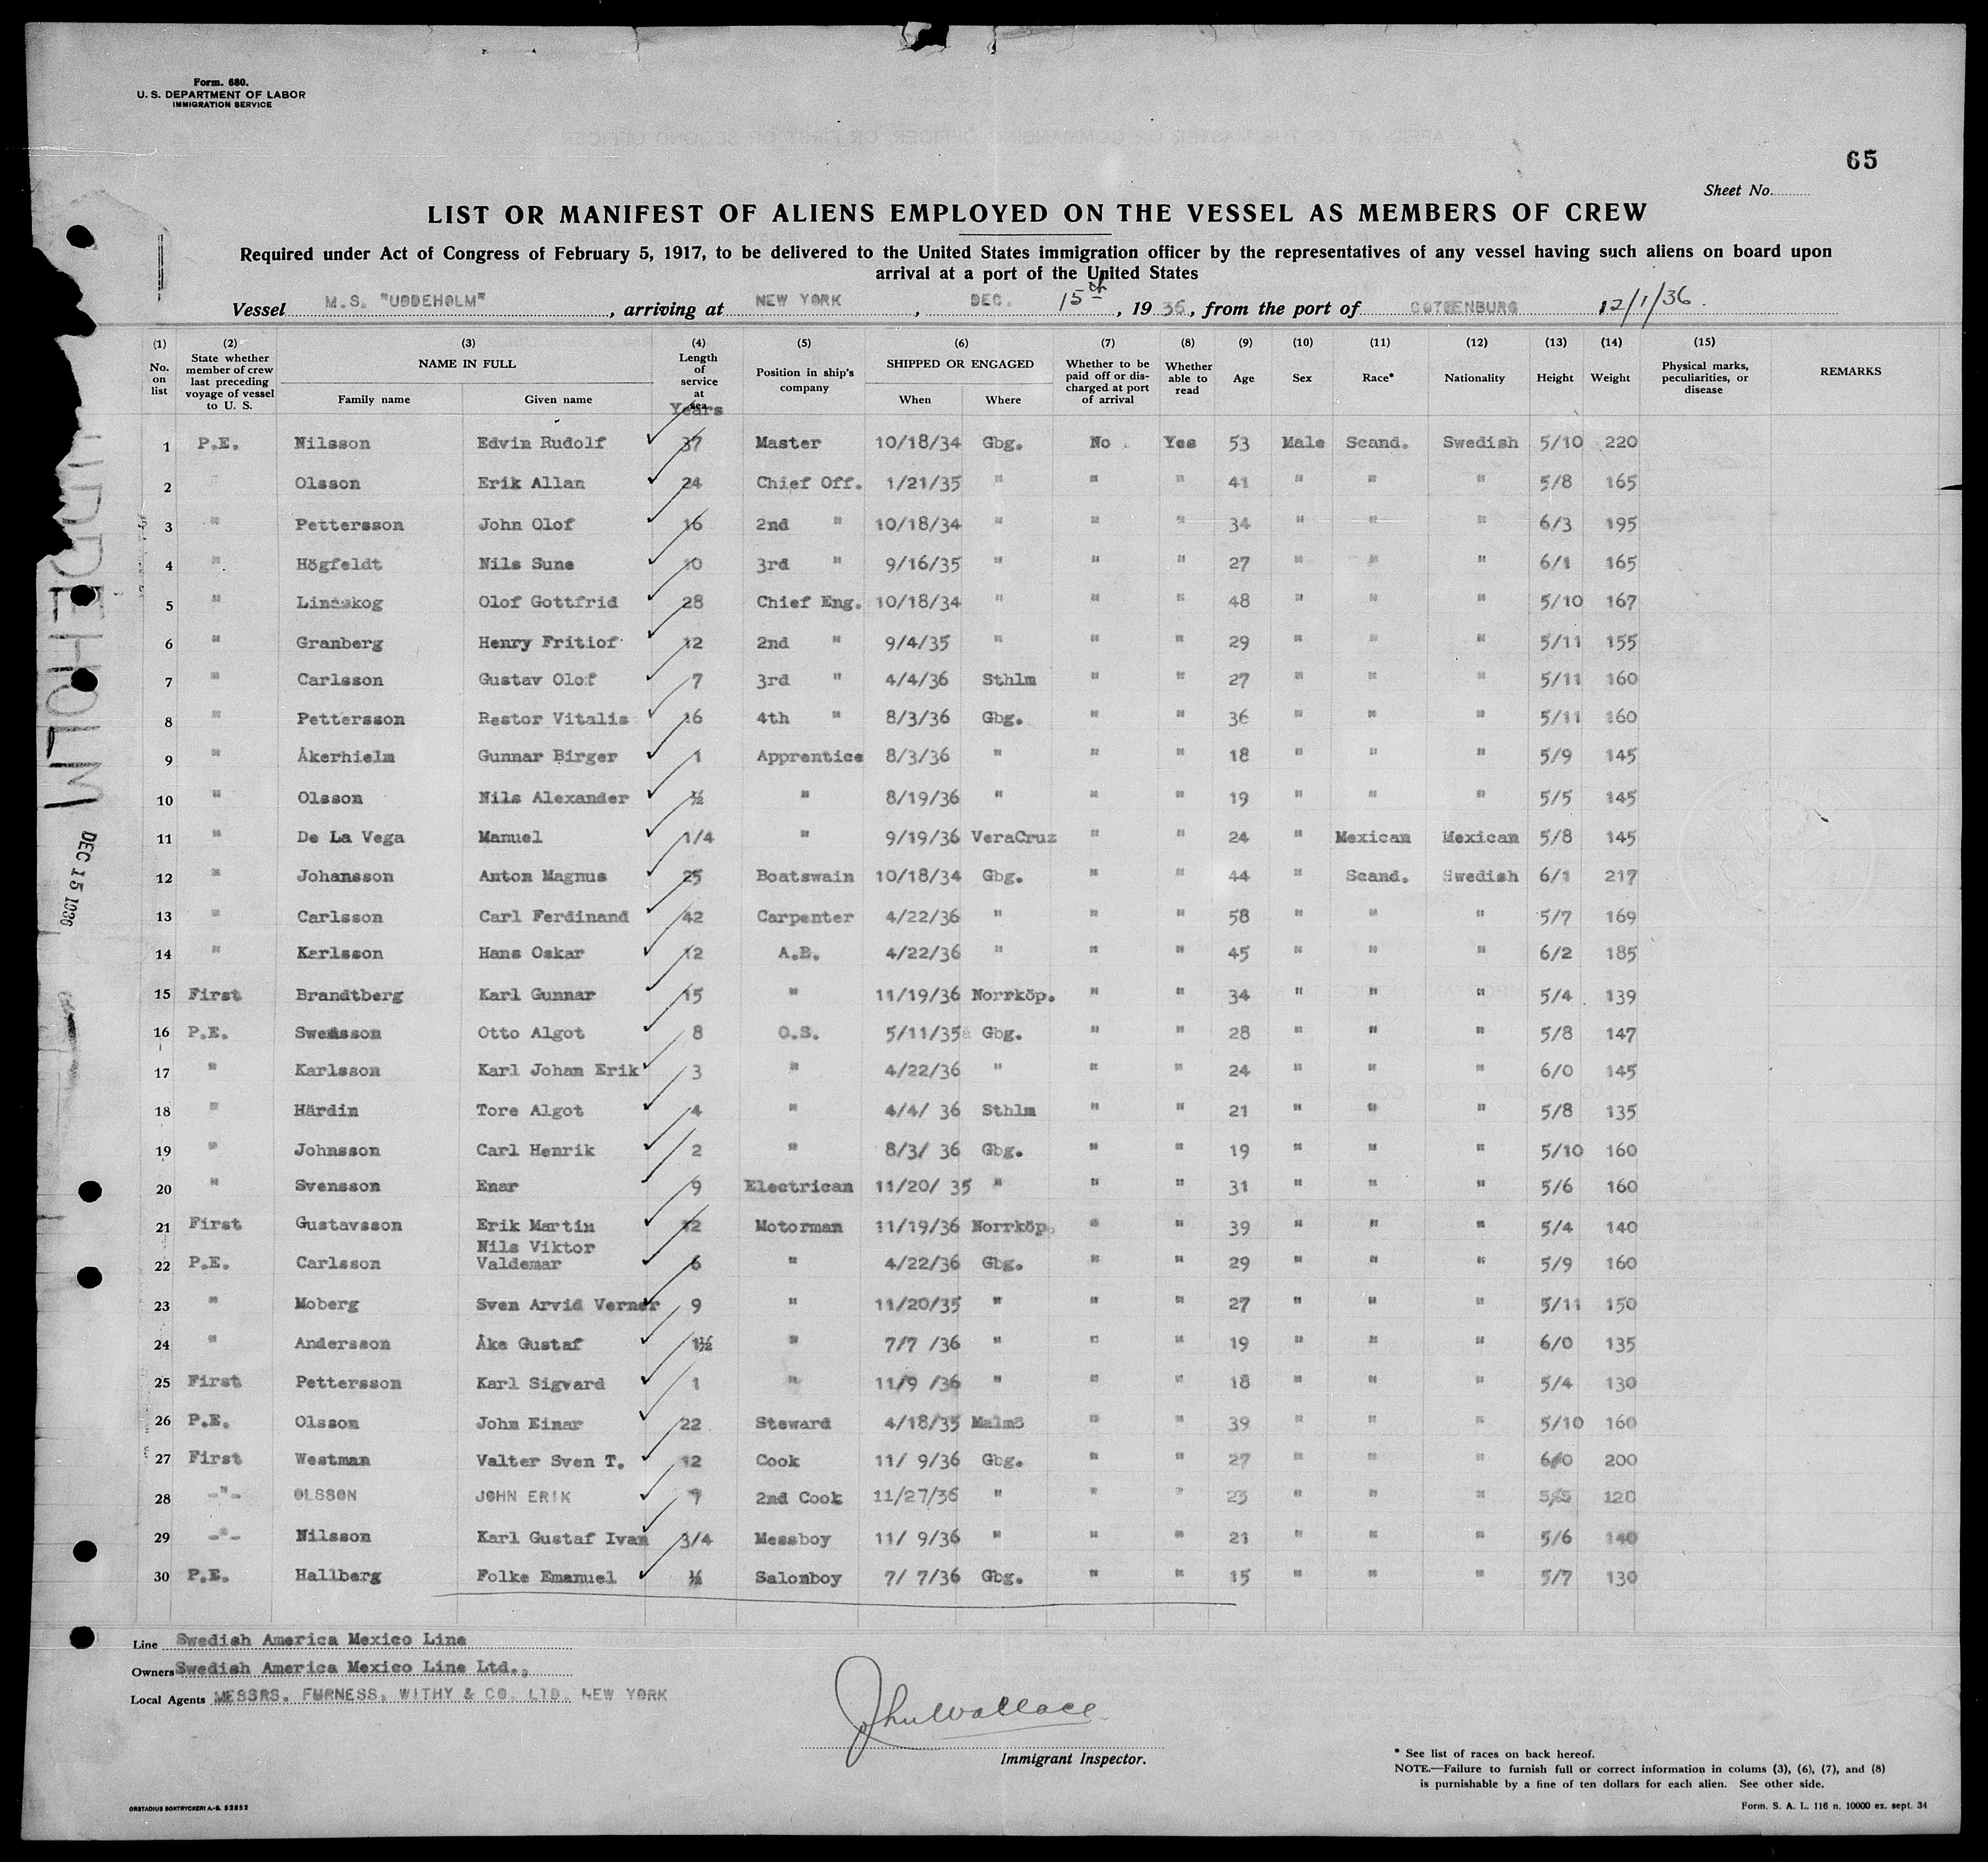 Form. 680.
U. S. DEPARTMENT OF LABOR
IMMIGRATION SERVICE
65
Sheet No.
LIST OR MANIFEST OF ALIENS EMPLOYED ON THE VESSEL AS MEMBERS OF CREW
Required under Act of Congress of February 5, 1917, to be delivered to the United States immigration officer by the representatives of any vessel having such aliens on board upon
arrival at a port of the United States
Vessel M.S. "UDDEHOLM", arriving at NEW YORK, DEC. 15th, 1936, from the port of GOTHENBURG 12/1/36.
(1) (2) (3) (4) (5) (6) (7) (8) (9) (10) (11) (12) (13) (14) (15)
No. on list State whether member of crew last preceding voyage of vessel to U. S. NAME IN FULL Family name Given name Length of service at sea Years Position in ship's company SHIPPED OR ENGAGED When Where Whether to be paid off or discharged at port of arrival Whether able to read Age Sex Race* Nationality Height Weight Physical marks, peculiarities, or disease REMARKS
1 P.E. Nilsson Edvin Rudolf 37 Master 10/18/34 Gbg. No Yes 53 Male Scand. Swedish 5/10 220
2 " Olsson Erik Allan 24 Chief Off. 1/21/35 " " " 41 " " " 5/8 165
3 " Pettersson John Olof 16 2nd " 10/18/34 " " " 34 " " " 6/3 195
4 " Högfeldt Nils Sune 10 3rd " 9/16/35 " " " 27 " " " 6/1 165
5 " Lindskog Olof Gottfrid 28 Chief Eng. 10/18/34 " " " 48 " " " 5/10 167
6 " Granberg Henry Fritiof 12 2nd " 9/4/35 " " " 29 " " " 5/11 155
7 " Carlsson Gustav Olof 7 3rd " 4/4/36 Sthlm " " 27 " " " 5/11 160
8 " Pettersson Restor Vitalis 16 4th " 8/3/36 Gbg. " " 36 " " " 5/11 160
9 " Åkerhielm Gunnar Birger 1 Apprentice 8/3/36 " " " 18 " " " 5/9 145
10 " Olsson Nils Alexander ½ " 8/19/36 " " " 19 " " " 5/5 145
11 " De La Vega Manuel 1/4 " 9/19/36 VeraCruz " " 24 " Mexican Mexican 5/8 145
12 " Johansson Anton Magnus 25 Boatswain 10/18/34 Gbg. " " 44 " Scand. Swedish 6/1 217
13 " Carlsson Carl Ferdinand 42 Carpenter 4/22/36 " " " 58 " " " 5/7 169
14 " Karlsson Hans Oskar 12 A.B. 4/22/36 " " " 45 " " " 6/2 185
15 First Brandtberg Karl Gunnar 15 " 11/19/36 Norrköp. " " 34 " " " 5/4 139
16 P.E. Swensson Otto Algot 8 O.S. 5/11/35 Gbg. " " 28 " " " 5/8 147
17 " Karlsson Karl Johan Erik 3 " 4/22/36 " " " 24 " " " 6/0 145
18 " Härdin Tore Algot 4 " 4/4/ 36 Sthlm " " 21 " " " 5/8 135
19 " Johnsson Carl Henrik 2 " 8/3/ 36 Gbg. " " 19 " " " 5/10 160
20 " Svensson Enar 9 Electrican 11/20/ 35 " " " 31 " " " 5/6 160
21 First Gustavsson Erik Martin 12 Motorman 11/19/36 Norrköp. " " 39 " " " 5/4 140
22 P.E. Carlsson Nils Viktor Valdemar 6 " 4/22/36 Gbg. " " 29 " " " 5/9 160
23 " Moberg Sven Arvid Verner 9 " 11/20/35 " " " 27 " " " 5/11 150
24 " Andersson Åke Gustaf 1½ " 7/7 /36 " " " 19 " " " 6/0 135
25 First Pettersson Karl Sigvard 1 " 11/9 /36 " " " 18 " " " 5/4 130
26 P.E. Olsson John Einar 22 Steward 4/18/35 Malmö " " 39 " " " 5/10 160
27 First Westman Valter Sven T. 12 Cook 11/ 9/36 Gbg. " " 27 " " " 6/0 200
28 -"- OLSSON JOHN ERIK 7 2nd Cook 11/27/36 " " " 23 " " " 5/5 120
29 -"- Nilsson Karl Gustaf Ivan 3/4 Messboy 11/ 9/36 " " " 21 " " " 5/6 140
30 P.E. Hallberg Folke Emanuel ½ Salonboy 7/ 7/36 Gbg. " " 15 " " " 5/7 130
UDDEHOLM
DEC 15 1936
Line Swedish America Mexico Line
Owners Swedish America Mexico Line Ltd.,
Local Agents MESSRS. FURNESS, WITHY & CO. LTD. NEW YORK
John Wallace
Immigrant Inspector.
* See list of races on back hereof.
NOTE.—Failure to furnish full or correct information in colums (3), (6), (7), and (8)
is punishable by a fine of ten dollars for each alien. See other side.
ORSTADIUS BOKTRYCKERI A.-B. 52652
Form. S. A. L. 116 n. 10000 ex. sept. 34